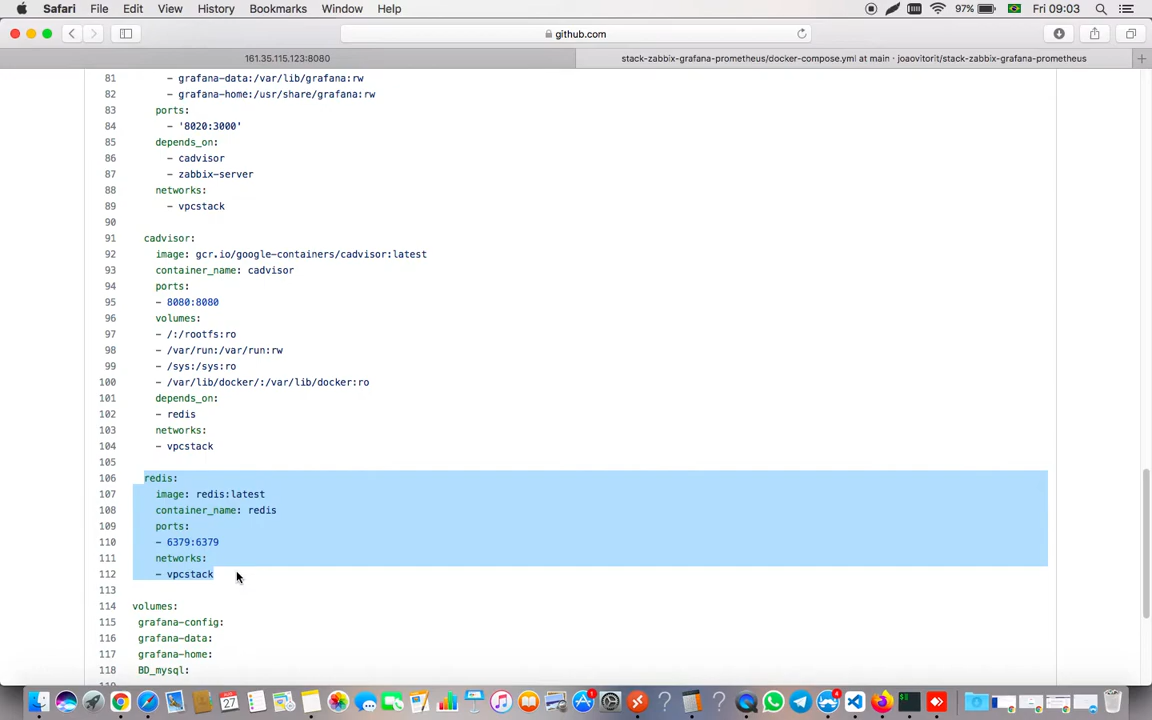 Safari File Edit View History Bookmarks Window Help 97% Fri 09:03
github.com
161.35.115.123:8080 stack-zabbix-grafana-prometheus/docker-compose.yml at main · joaovitorit/stack-zabbix-grafana-prometheus
81 - grafana-data:/var/lib/grafana:rw
82 - grafana-home:/usr/share/grafana:rw
83 ports:
84 - '8020:3000'
85 depends_on:
86 - cadvisor
87 - zabbix-server
88 networks:
89 - vpcstack
90
91 cadvisor:
92 image: gcr.io/google-containers/cadvisor:latest
93 container_name: cadvisor
94 ports:
95 - 8080:8080
96 volumes:
97 - /:/rootfs:ro
98 - /var/run:/var/run:rw
99 - /sys:/sys:ro
100 - /var/lib/docker/:/var/lib/docker:ro
101 depends_on:
102 - redis
103 networks:
104 - vpcstack
105
106 redis:
107 image: redis:latest
108 container_name: redis
109 ports:
110 - 6379:6379
111 networks:
112 - vpcstack
113
114 volumes:
115 grafana-config:
116 grafana-data:
117 grafana-home:
118 BD_mysql: